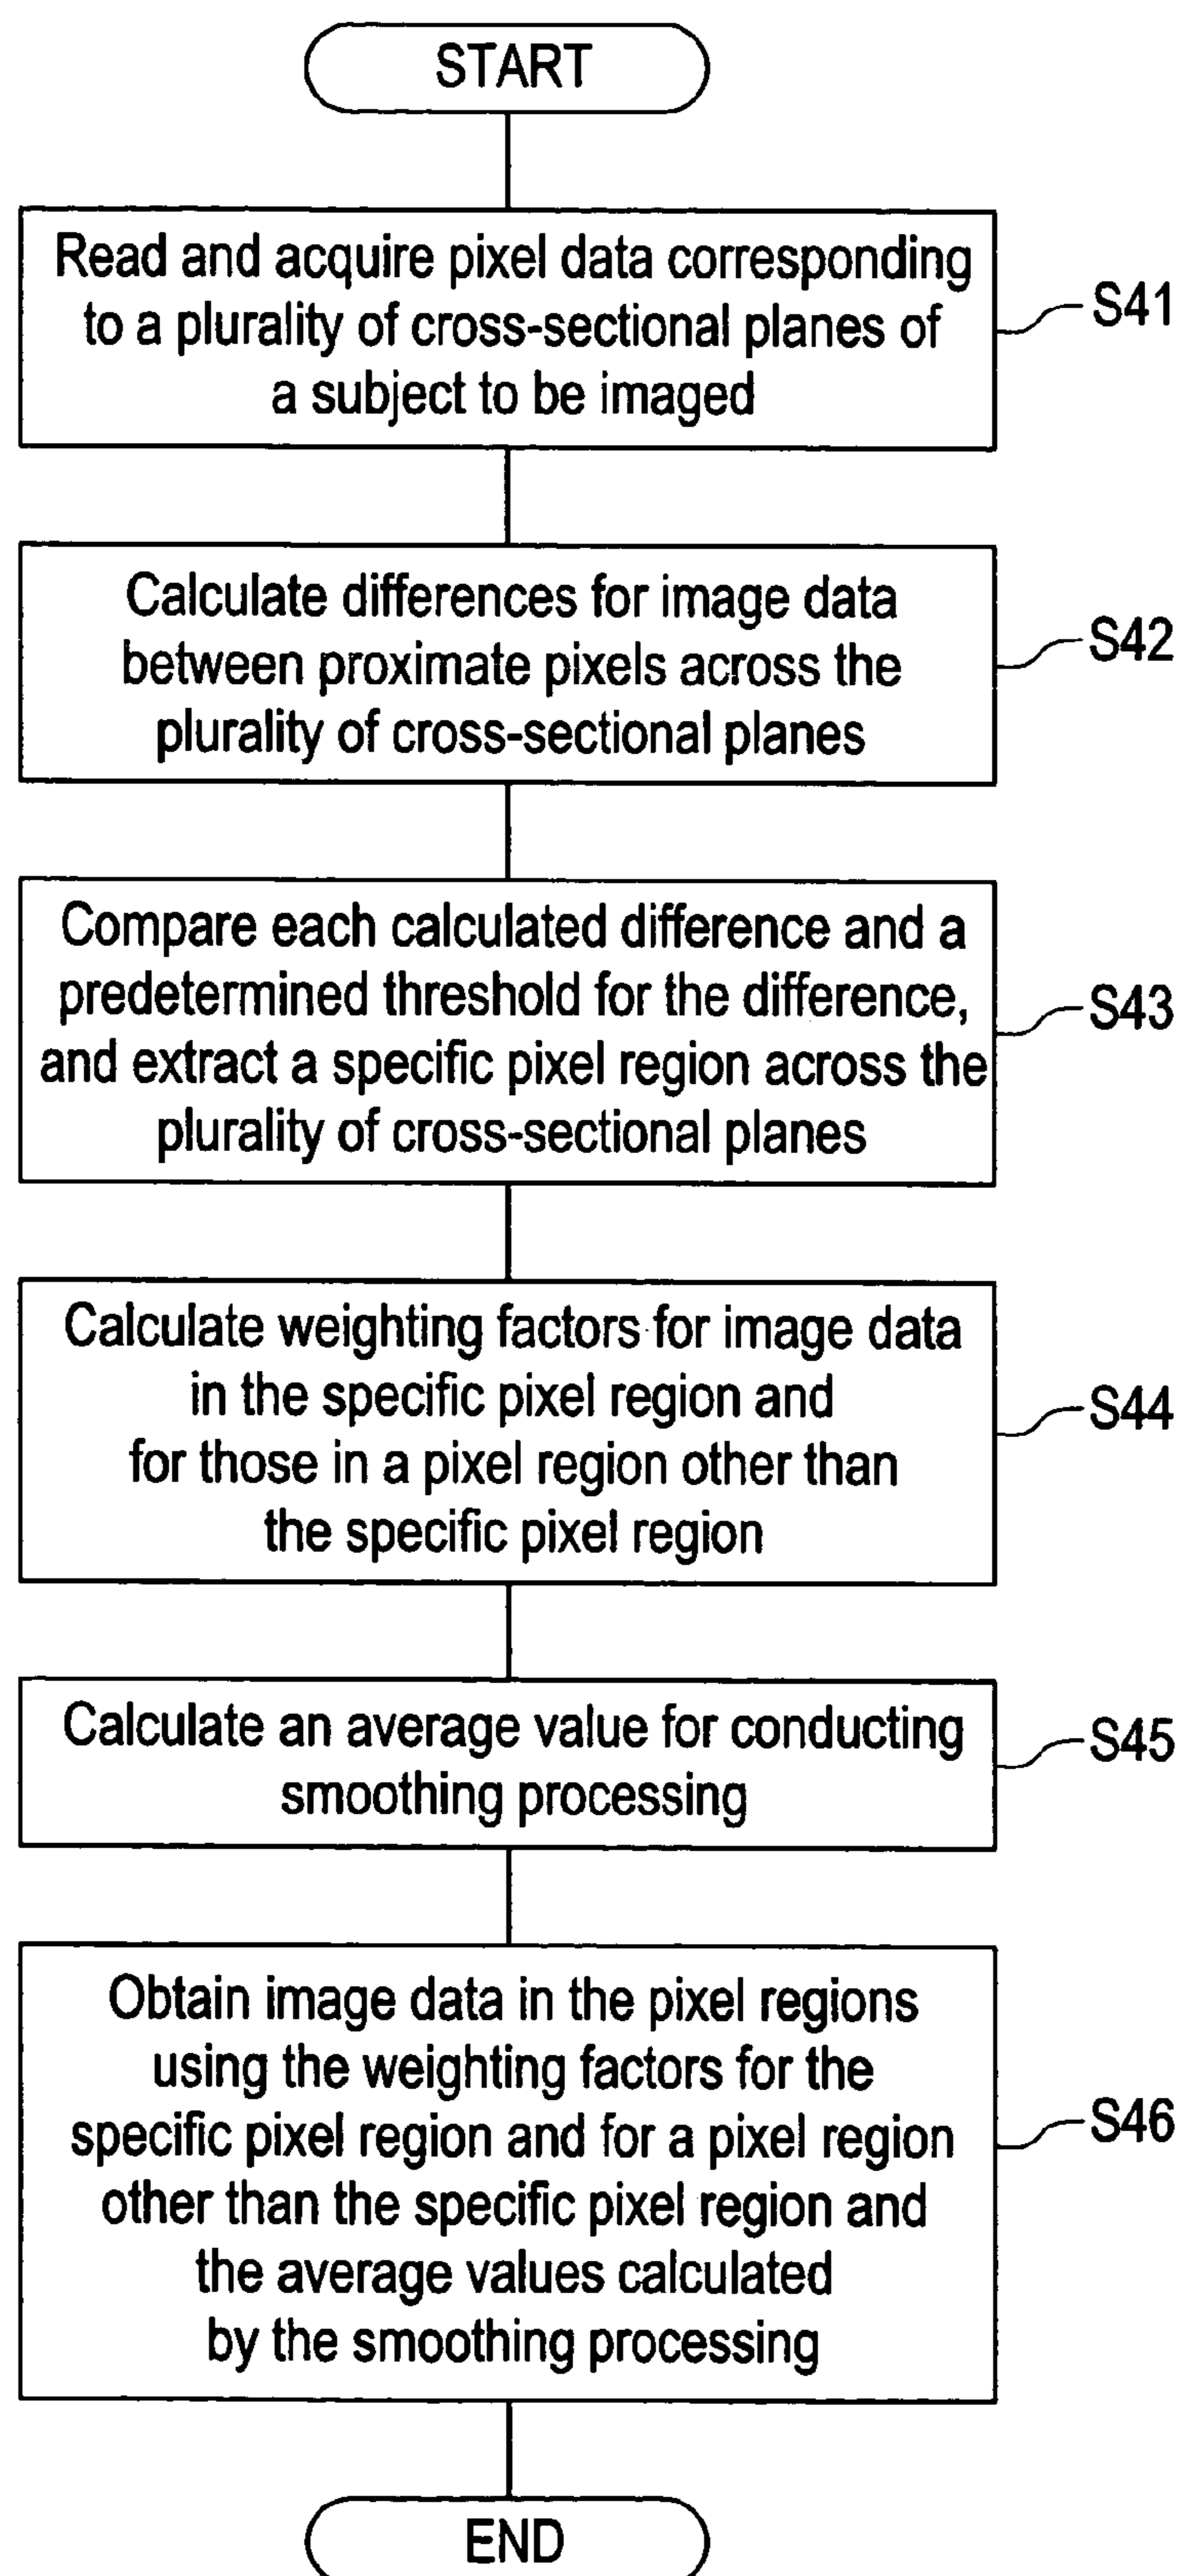 START
Read and acquire pixel data corresponding
to a plurality of cross-sectional planes of
a subject to be imaged
S41
Calculate differences for image data
between proximate pixels across the
plurality of cross-sectional planes
S42
Compare each calculated difference and a
predetermined threshold for the difference,
and extract a specific pixel region across the
plurality of cross-sectional planes
S43
Calculate weighting factors for image data
in the specific pixel region and
for those in a pixel region other than
the specific pixel region
S44
Calculate an average value for conducting
smoothing processing
S45
Obtain image data in the pixel regions
using the weighting factors for the
specific pixel region and for a pixel region
other than the specific pixel region and
the average values calculated
by the smoothing processing
S46
END